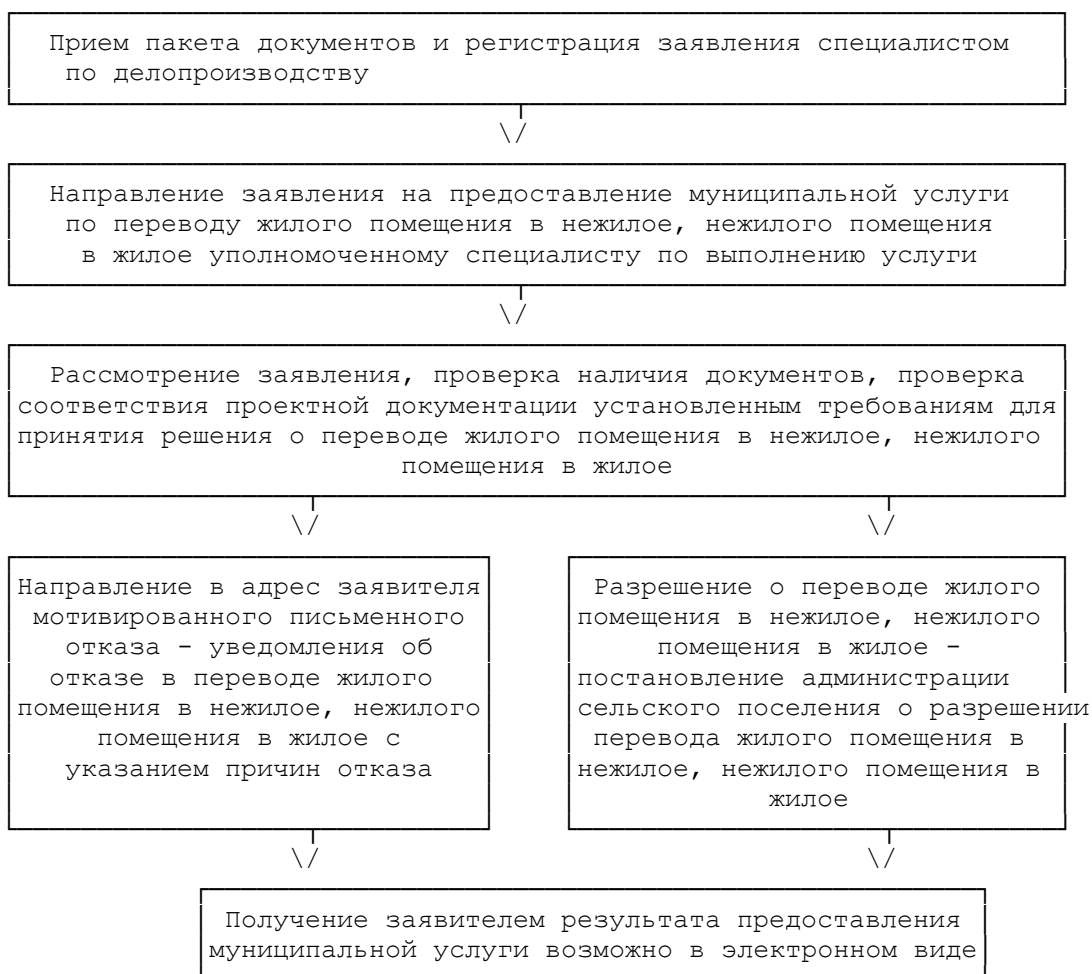 Прием пакета документов и регистрация заявления специалистом
по делопроизводству
\/
Направление заявления на предоставление муниципальной услуги
по переводу жилого помещения в нежилое, нежилого помещения
в жилое уполномоченному специалисту по выполнению услуги
\/
Рассмотрение заявления, проверка наличия документов, проверка
соответствия проектной документации установленным требованиям для
принятия решения о переводе жилого помещения в нежилое, нежилого
помещения в жилое
\/ \/
Направление в адрес заявителя
мотивированного письменного
отказа - уведомления об
отказе в переводе жилого
помещения в нежилое, нежилого
помещения в жилое с
указанием причин отказа
Разрешение о переводе жилого
помещения в нежилое, нежилого
помещения в жилое -
постановление администрации
сельского поселения о разрешении
перевода жилого помещения в
нежилое, нежилого помещения в
жилое
\/ \/
Получение заявителем результата предоставления
муниципальной услуги возможно в электронном виде